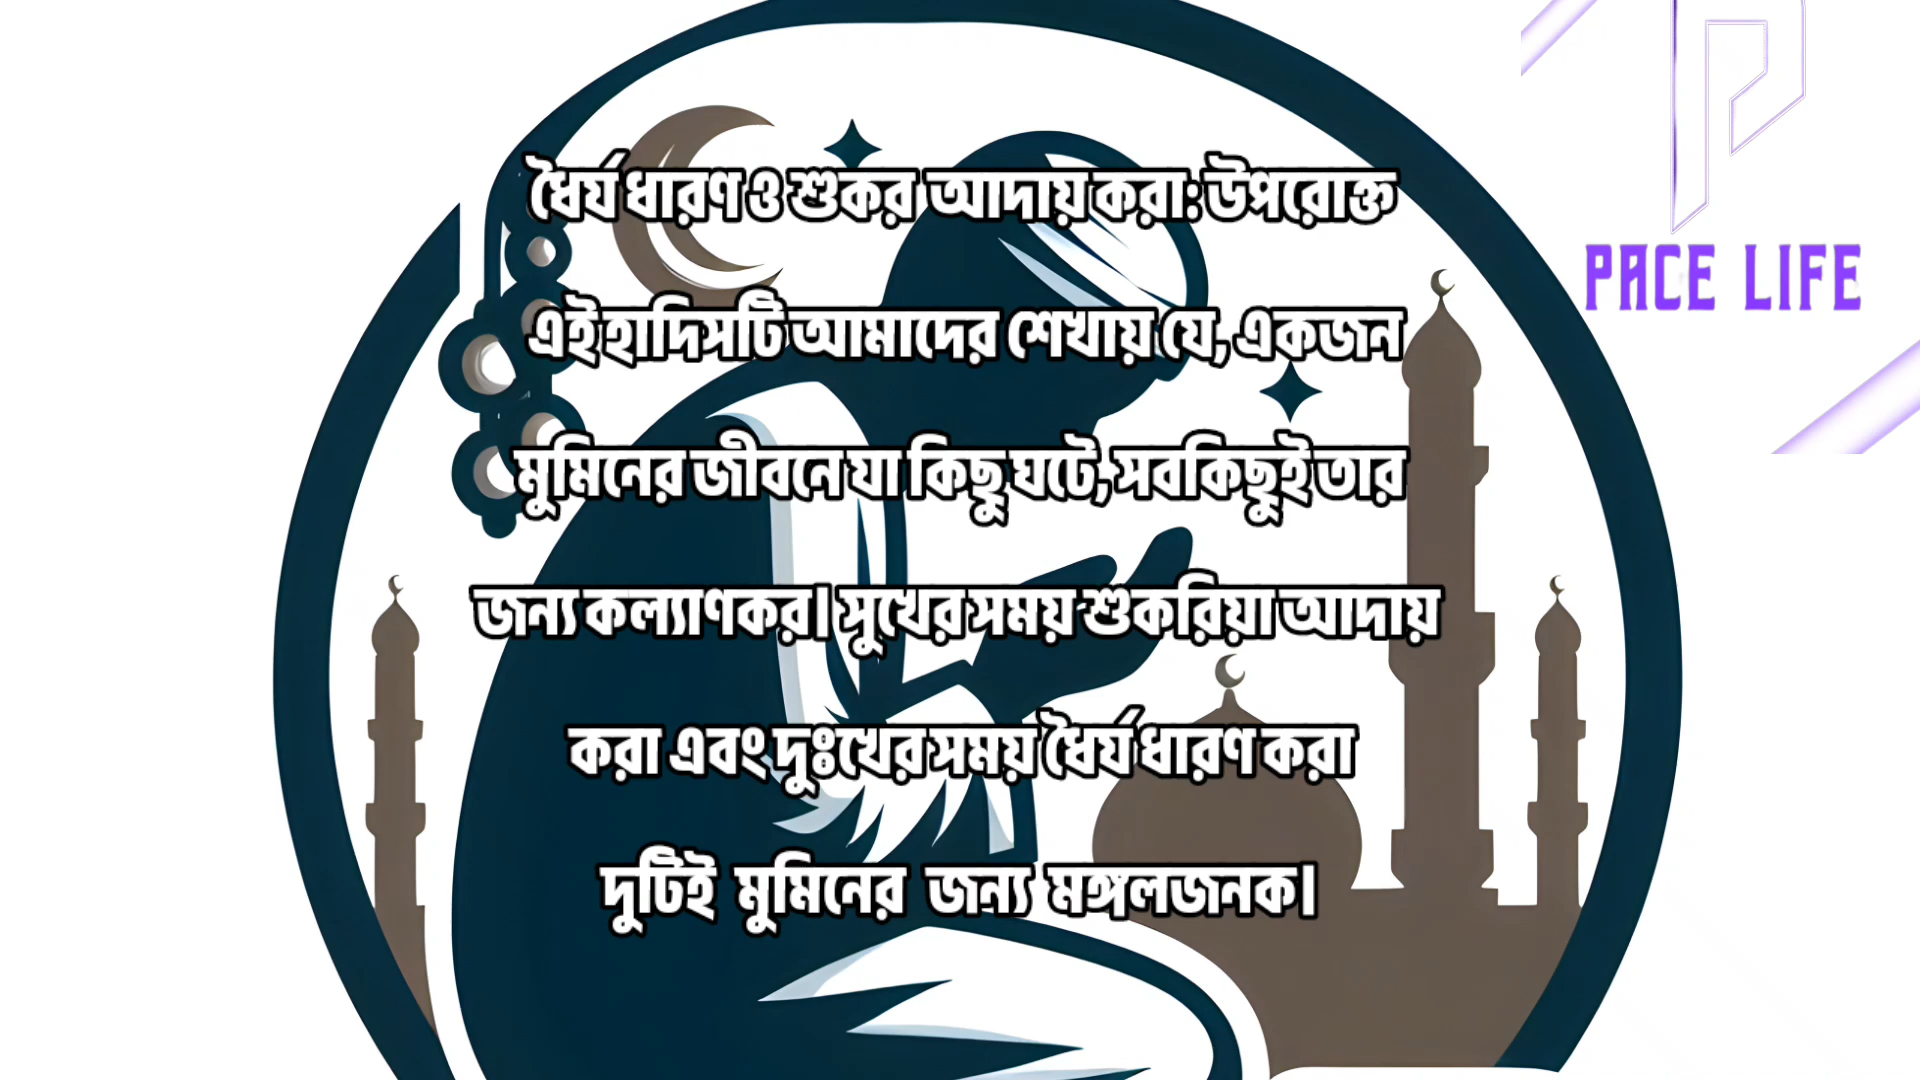 ধৈর্য ধারণ ও শুকর আদায় করা: উপরোক্ত
এই হাদিসটি আমাদের শেখায় যে, একজন
মুমিনের জীবনে যা কিছু ঘটে, সবকিছুই তার
জন্য কল্যাণকর। সুখের সময় শুকরিয়া আদায়
করা এবং দুঃখের সময় ধৈর্য ধারণ করা
দুটিই মুমিনের জন্য মঙ্গলজনক।
PACE LIFE